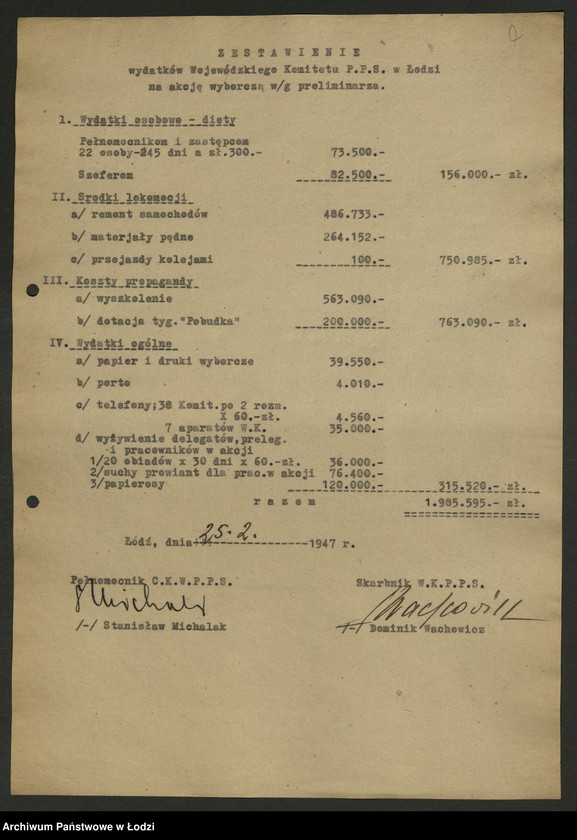 7
ZESTAWIENIE
wydatków Wojewódzkiego Komitetu P.P.S. w Łodzi
na akcję wyborczą w/g preliminarza.
1. Wydatki osobowe - diety
Pełnomocnikom i zastępcom
22 osoby-245 dni a zł.300.- 73.500.-
Szoferom 82.500.- 156.000.- zł.
II. Środki lokomocji
a/ remont samochodów 486.733.-
b/ materjały pędne 264.152.-
c/ przejazdy kolejami 100.- 750.985.- zł.
III. Koszty propagandy
a/ wyszkolenie 563.090.-
b/ dotacja tyg."Pobudka" 200.000.- 763.090.- zł.
IV. Wydatki ogólne
a/ papier i druki wyborcze 39.550.-
b/ porto 4.010.-
c/ telefony;38 Komit.po 2 rozm.
X 60.-zł. 4.560.-
7 aparatów W.K. 35.000.-
d/ wyżywienie delegatów,preleg.
i pracowników w akcji
1/20 obiadów x 30 dni x 60.-zł. 36.000.-
2/suchy prowiant dla prac.w akcji 76.400.-
3/papierosy 120.000.- 315.520.- zł.
razem 1.985.595.- zł.
Łódź, dnia 25.2. 1947 r.
Pełnomocnik C.K.W.P.P.S. Skarbnik W.K.P.P.S.
SMichalak Wachowicz
/-/ Stanisław Michalak /-/ Dominik Wachowicz
Archiwum Państwowe w Łodzi